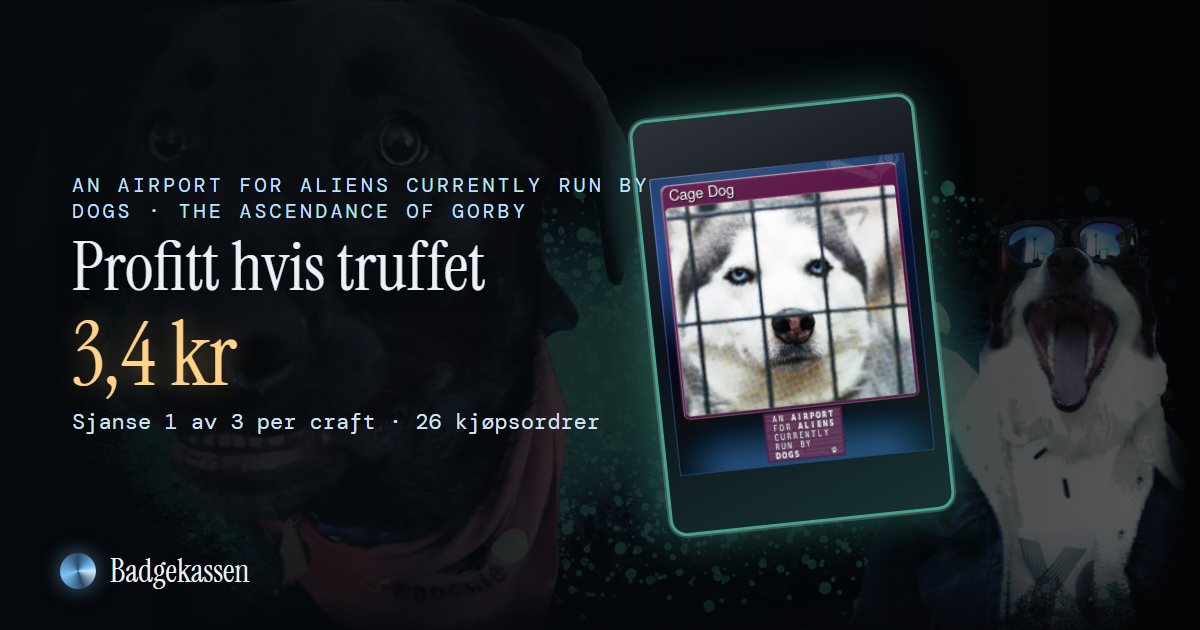 AN AIRPORT FOR ALIENS CURRENTLY RUN BY
DOGS · THE ASCENDANCE OF GORBY
Profitt hvis truffet
3,4 kr
Sjanse 1 av 3 per craft · 26 kjøpsordrer
Cage Dog
AN AIRPORT
FOR ALIENS
CURRENTLY
RUN BY
DOGS
Badgekassen